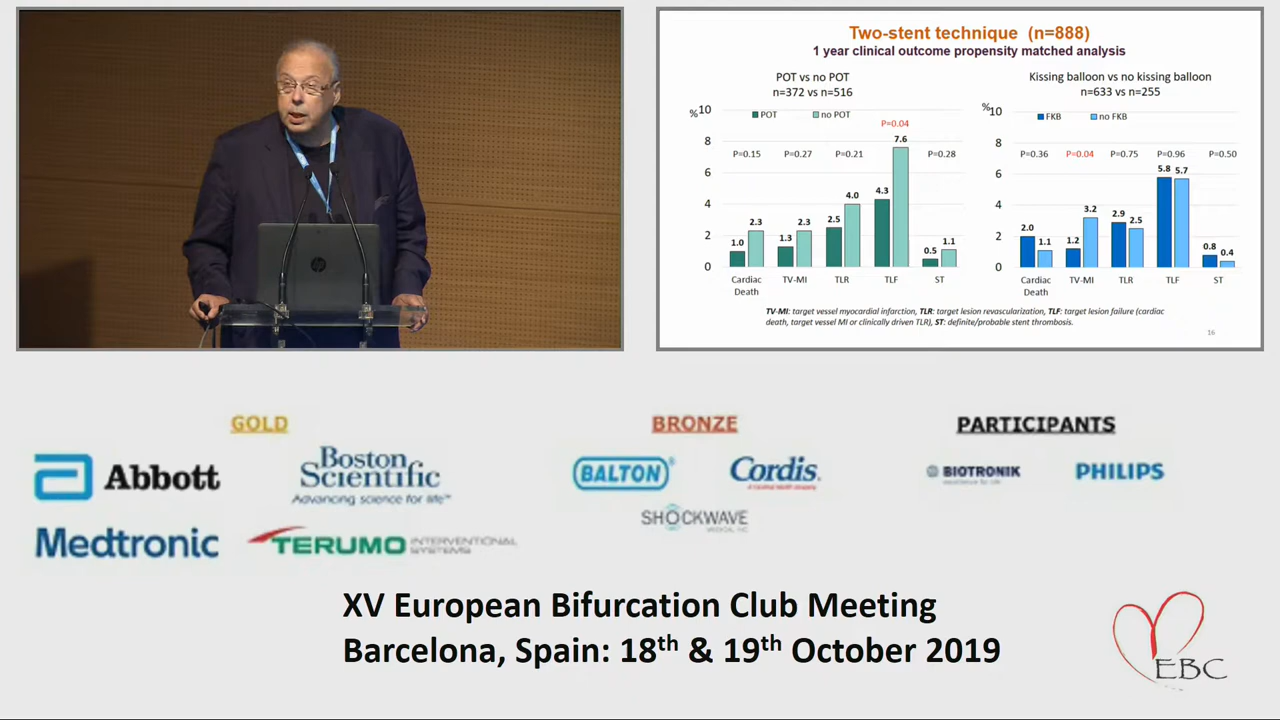 Two-stent technique (n=888)
1 year clinical outcome propensity matched analysis
POT vs no POT
n=372 vs n=516
%
10
8
6
4
2
0
POT
no POT
P=0.15
P=0.27
P=0.21
P=0.04
P=0.28
1.0
2.3
1.3
2.3
2.5
4.0
4.3
7.6
0.5
1.1
Cardiac
Death
TV-MI
TLR
TLF
ST
Kissing balloon vs no kissing balloon
n=633 vs n=255
%
10
8
6
4
2
0
FKB
no FKB
P=0.36
P=0.04
P=0.75
P=0.96
P=0.50
2.0
1.1
1.2
3.2
2.9
2.5
5.8
5.7
0.8
0.4
Cardiac
Death
TV-MI
TLR
TLF
ST
TV-MI: target vessel myocardial infarction, TLR: target lesion revascularization, TLF: target lesion failure (cardiac
death, target vessel MI or clinically driven TLR), ST: definite/probable stent thrombosis.
16
hp
GOLD
Abbott
Boston
Scientific
Advancing science for life™
Medtronic
TERUMO INTERVENTIONAL
SYSTEMS
BRONZE
BALTON®
Cordis.
SHOCKWAVE
PARTICIPANTS
BIOTRONIK
excellence for life
PHILIPS
XV European Bifurcation Club Meeting
Barcelona, Spain: 18th & 19th October 2019
EBC